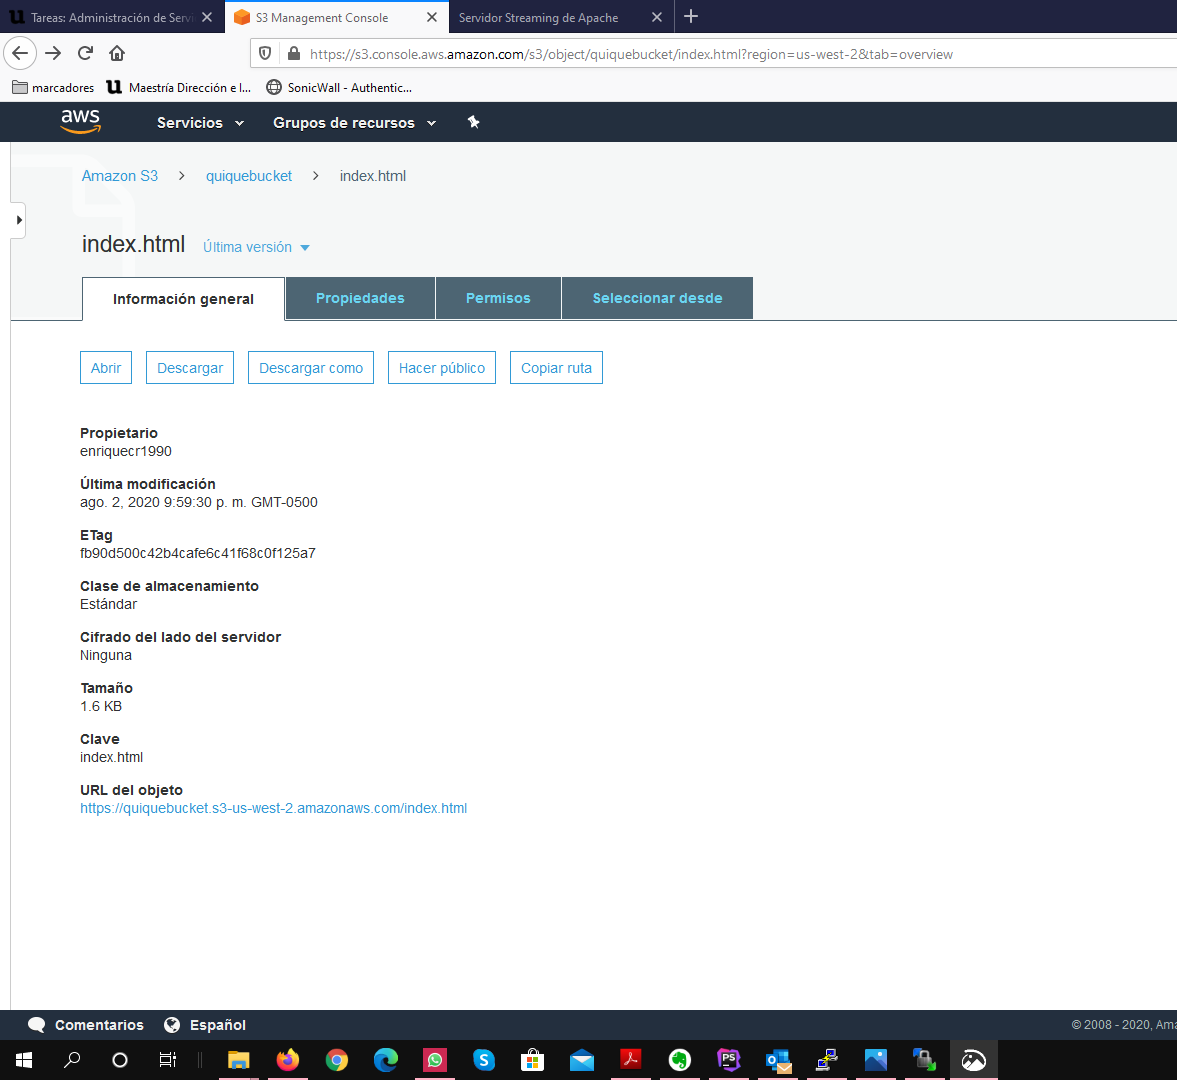 Tareas: Administración de Servi
S3 Management Console
Servidor Streaming de Apache
https://s3.console.aws.amazon.com/s3/object/quiquebucket/index.html?region=us-west-2&tab=overview
marcadores
Maestría Dirección e I...
SonicWall - Authentic...
aws
Servicios
Grupos de recursos
Amazon S3
quiquebucket
index.html
index.html
Última versión
Información general
Propiedades
Permisos
Seleccionar desde
Abrir
Descargar
Descargar como
Hacer público
Copiar ruta
Propietario
enriquecr1990
Última modificación
ago. 2, 2020 9:59:30 p. m. GMT-0500
ETag
fb90d500c42b4cafe6c41f68c0f125a7
Clase de almacenamiento
Estándar
Cifrado del lado del servidor
Ninguna
Tamaño
1.6 KB
Clave
index.html
URL del objeto
https://quiquebucket.s3-us-west-2.amazonaws.com/index.html
Comentarios
Español
© 2008 - 2020, Ama